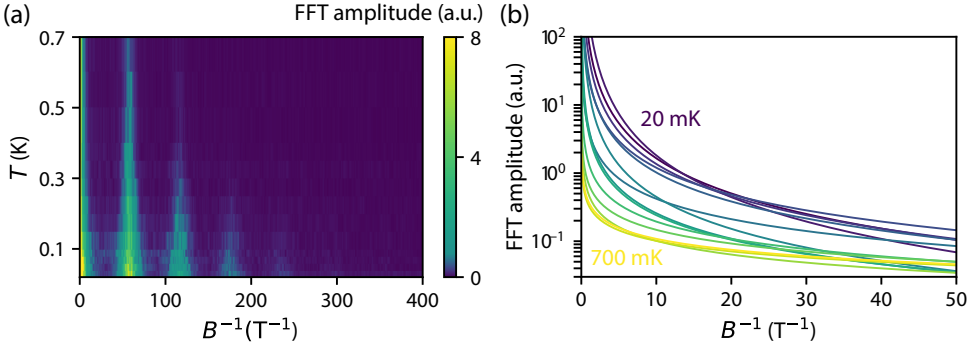 (a)
FFT amplitude (a.u.)
0.7
0.5
0.3
0.1
T (K)
0
100
200
300
400
B⁻¹(T⁻¹)
8
4
0
(b)
FFT amplitude (a.u.)
10²
10¹
10⁰
10⁻¹
20 mK
700 mK
0
10
20
30
40
50
B⁻¹ (T⁻¹)